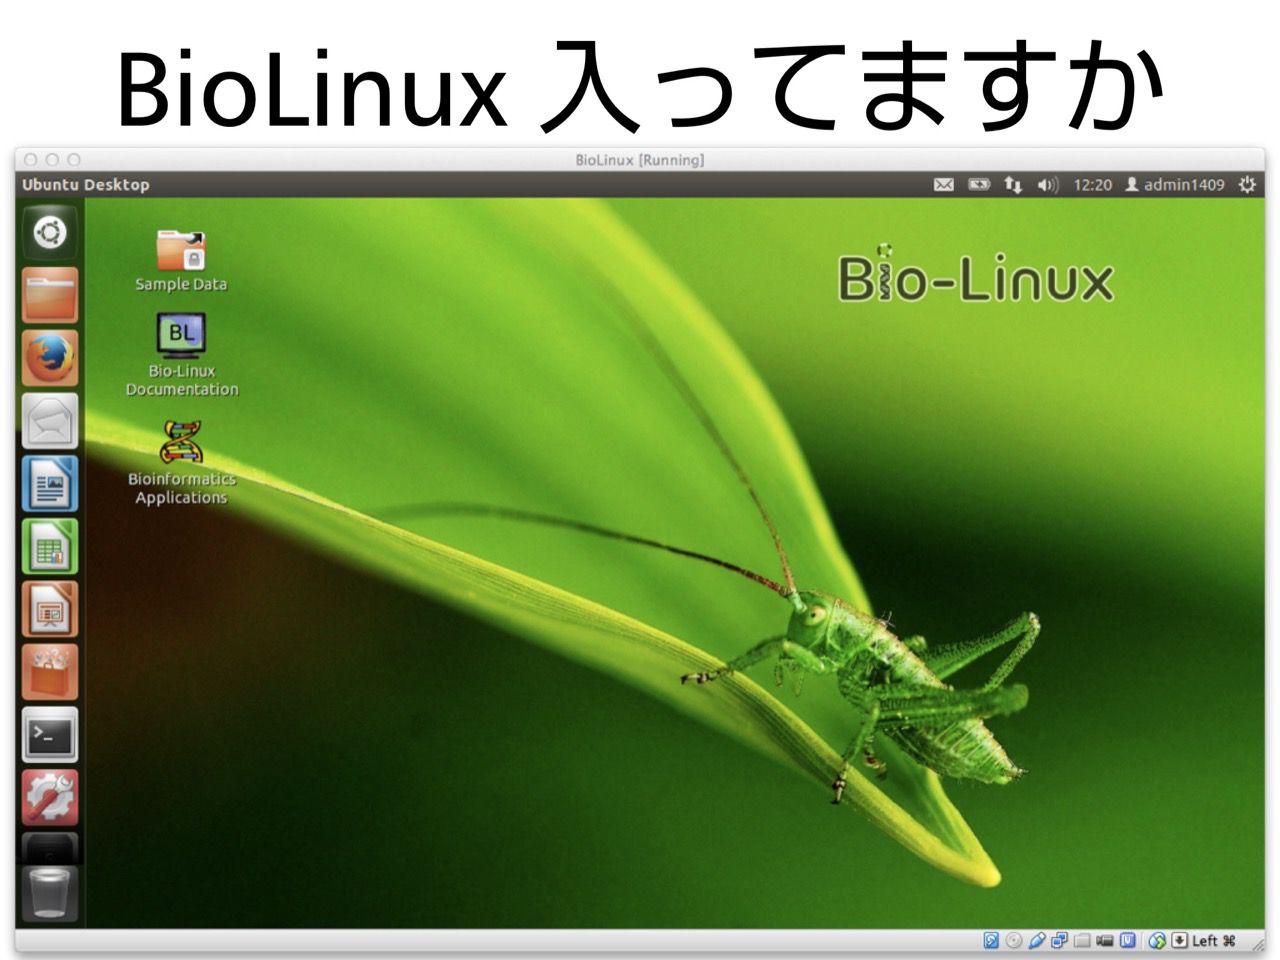 BioLinux 入ってますか
BioLinux [Running]
Ubuntu Desktop
12:20
admin1409
Sample Data
BL
Bio-Linux
Documentation
Bioinformatics
Applications
Bio-Linux
>_
Left ⌘